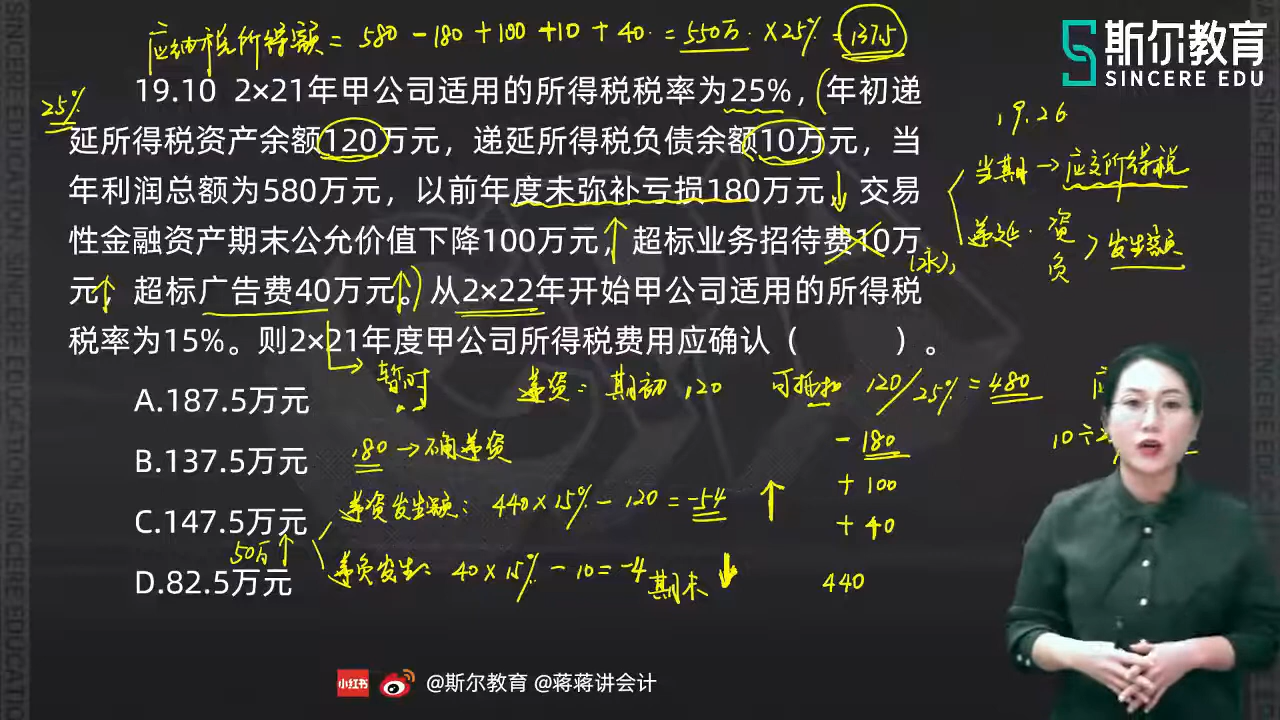 应纳税所得额 = 580 - 180 + 100 + 10 + 40 = 550万 × 25% = 137.5
斯尔教育
SINCERE EDU
25%
19.10 2×21年甲公司适用的所得税税率为25%，（年初递
延所得税资产余额120万元，递延所得税负债余额10万元，当
年利润总额为580万元，以前年度未弥补亏损180万元，交易
性金融资产期末公允价值下降100万元，超标业务招待费10万
元，超标广告费40万元。）从2×22年开始甲公司适用的所得税
税率为15%。则2×21年度甲公司所得税费用应确认（ ）。
19.26
当期 → 应交所得税
递延 · 资
负
发生额
(永)
暂时
递资：期初 120 可抵扣 120/25% = 480
10÷2
A.187.5万元
B.137.5万元
C.147.5万元
D.82.5万元
180 → 确递资
- 180
+ 100
+ 40
440
递资发生额：440×15% - 120 = -54 ↑
50万 ↑
递负发生：40×15% - 10 = -4 期末 ↓
小红书
@斯尔教育 @蒋蒋讲会计